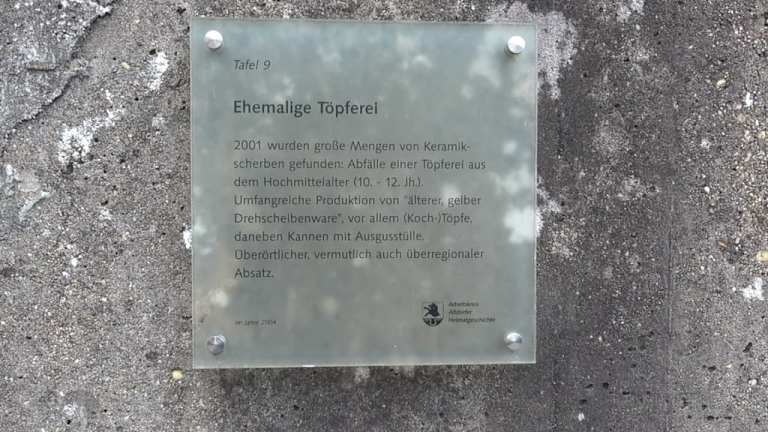 Tafel 9
Ehemalige Töpferei
2001 wurden große Mengen von Keramik-
scherben gefunden: Abfälle einer Töpferei aus
dem Hochmittelalter (10. - 12. Jh.).
Umfangreiche Produktion von "älterer, gelber
Drehscheibenware", vor allem (Koch-)Töpfe,
daneben Kannen mit Ausgusstülle.
Überörtlicher, vermutlich auch überregionaler
Absatz.
Arbeitskreis
Altdorfer
Heimatgeschichte
im Jahre